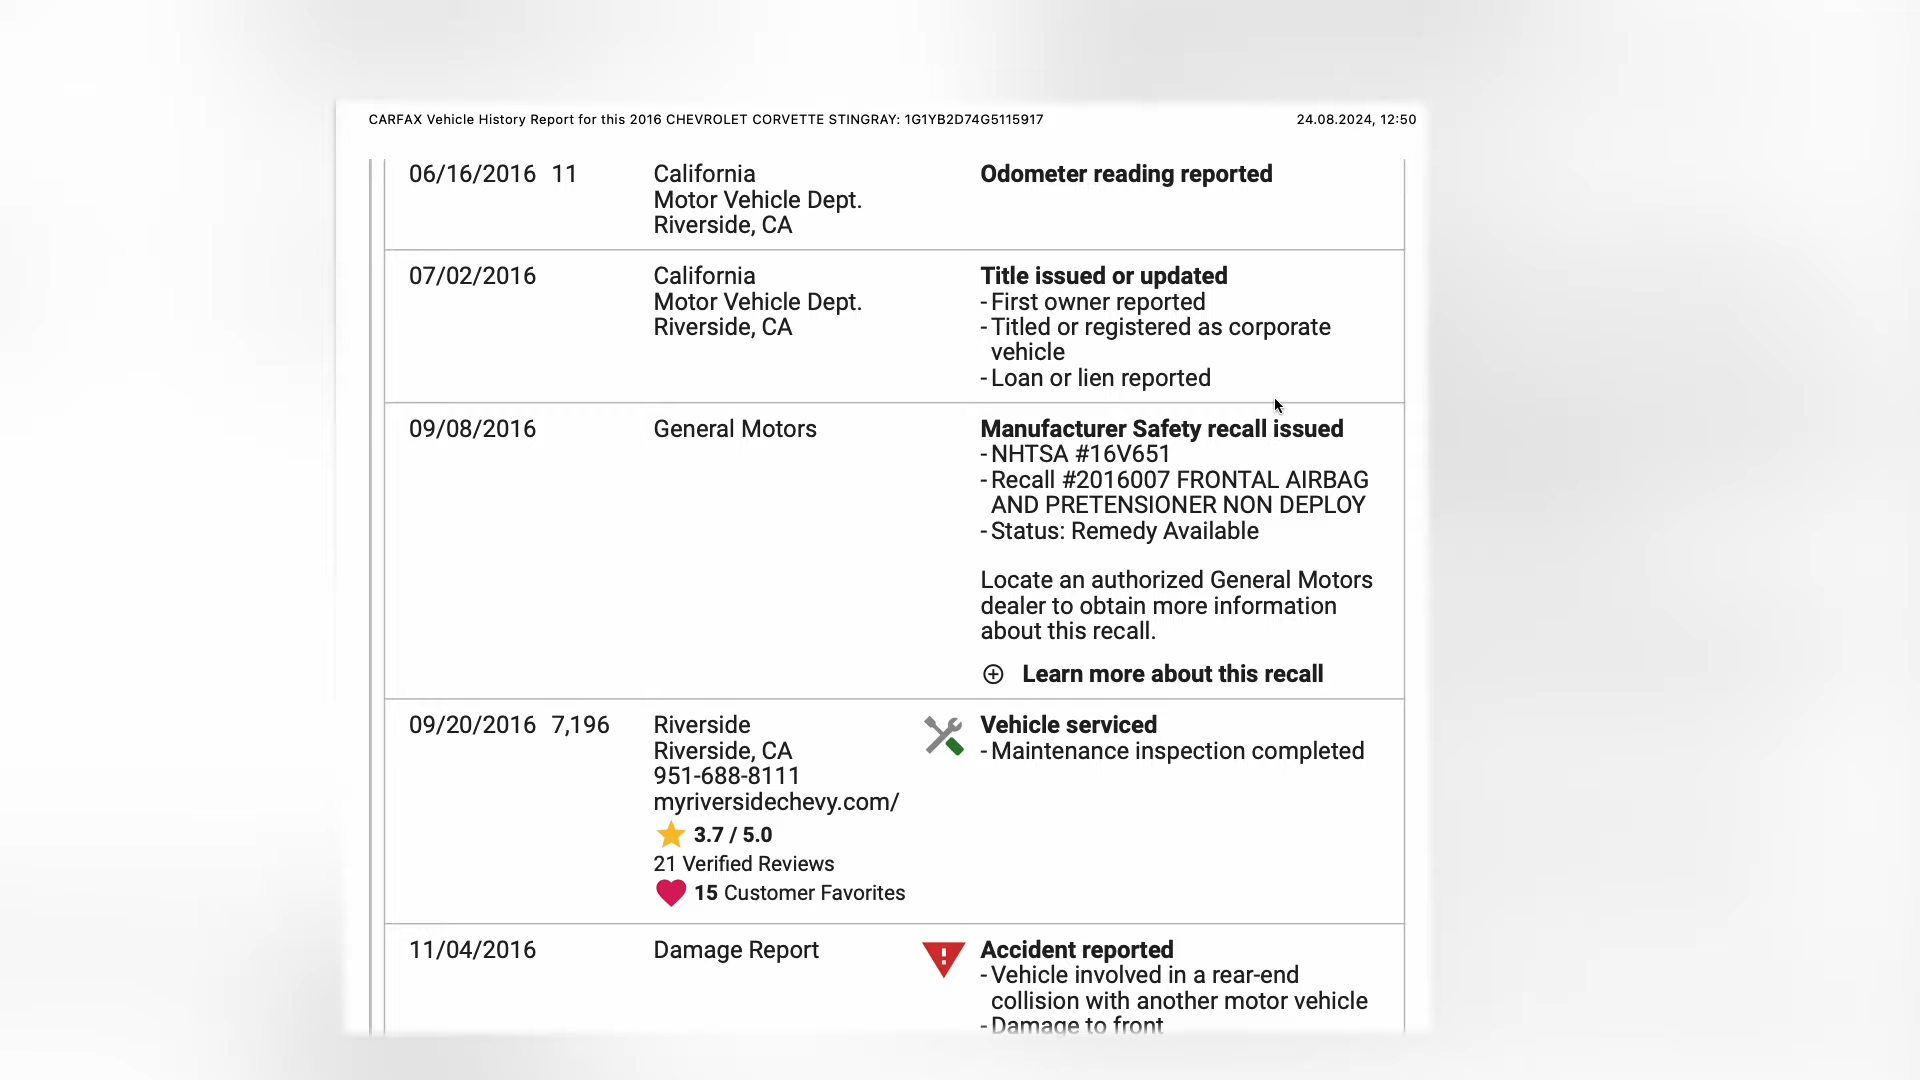 CARFAX Vehicle History Report for this 2016 CHEVROLET CORVETTE STINGRAY: 1G1YB2D74G5115917
24.08.2024, 12:50
06/16/2016 11
California
Motor Vehicle Dept.
Riverside, CA
Odometer reading reported
07/02/2016
California
Motor Vehicle Dept.
Riverside, CA
Title issued or updated
- First owner reported
- Titled or registered as corporate
vehicle
- Loan or lien reported
09/08/2016
General Motors
Manufacturer Safety recall issued
- NHTSA #16V651
- Recall #2016007 FRONTAL AIRBAG
AND PRETENSIONER NON DEPLOY
- Status: Remedy Available
Locate an authorized General Motors
dealer to obtain more information
about this recall.
Learn more about this recall
09/20/2016 7,196
Riverside
Riverside, CA
951-688-8111
myriversidechevy.com/
3.7 / 5.0
21 Verified Reviews
15 Customer Favorites
Vehicle serviced
- Maintenance inspection completed
11/04/2016
Damage Report
Accident reported
- Vehicle involved in a rear-end
collision with another motor vehicle
- Damage to front